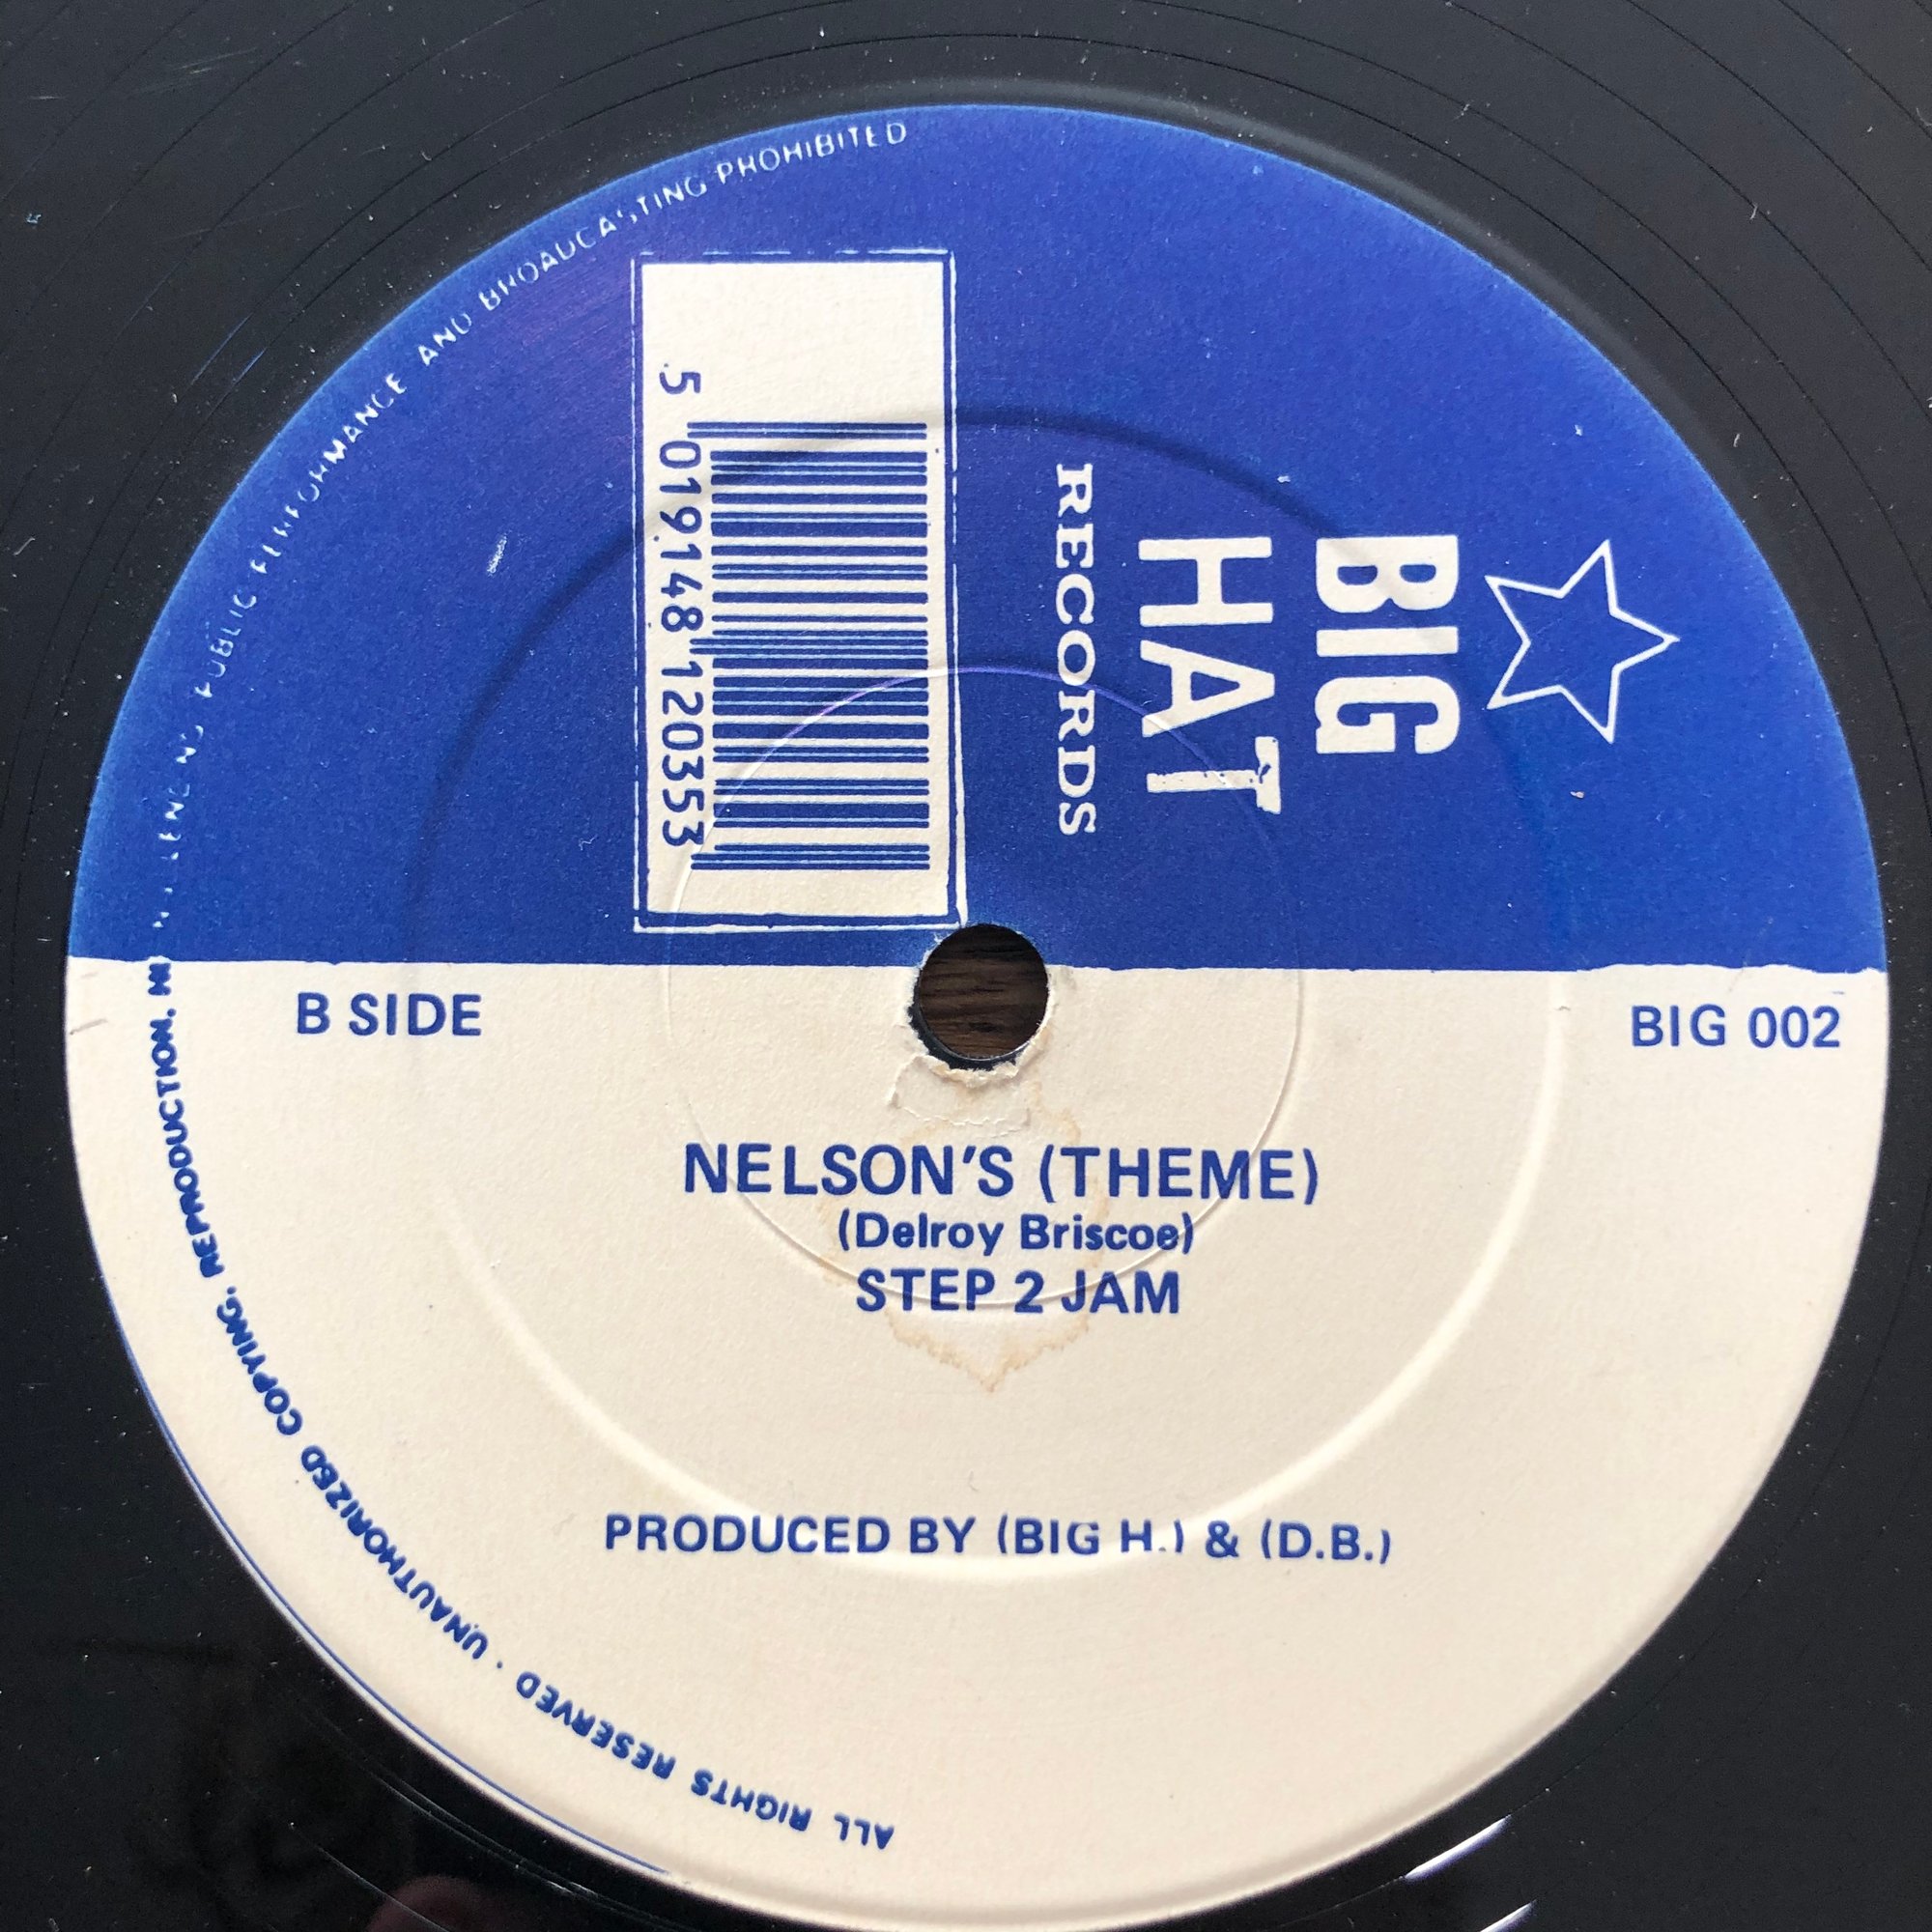 BIG
HAT
RECORDS
5 019148 120353
B SIDE
BIG 002
NELSON'S (THEME)
(Delroy Briscoe)
STEP 2 JAM
PRODUCED BY (BIG H.) & (D.B.)
ALL RIGHTS RESERVED · UNAUTHORIZED COPYING, REPRODUCTION, PUBLIC PERFORMANCE AND BROADCASTING PROHIBITED